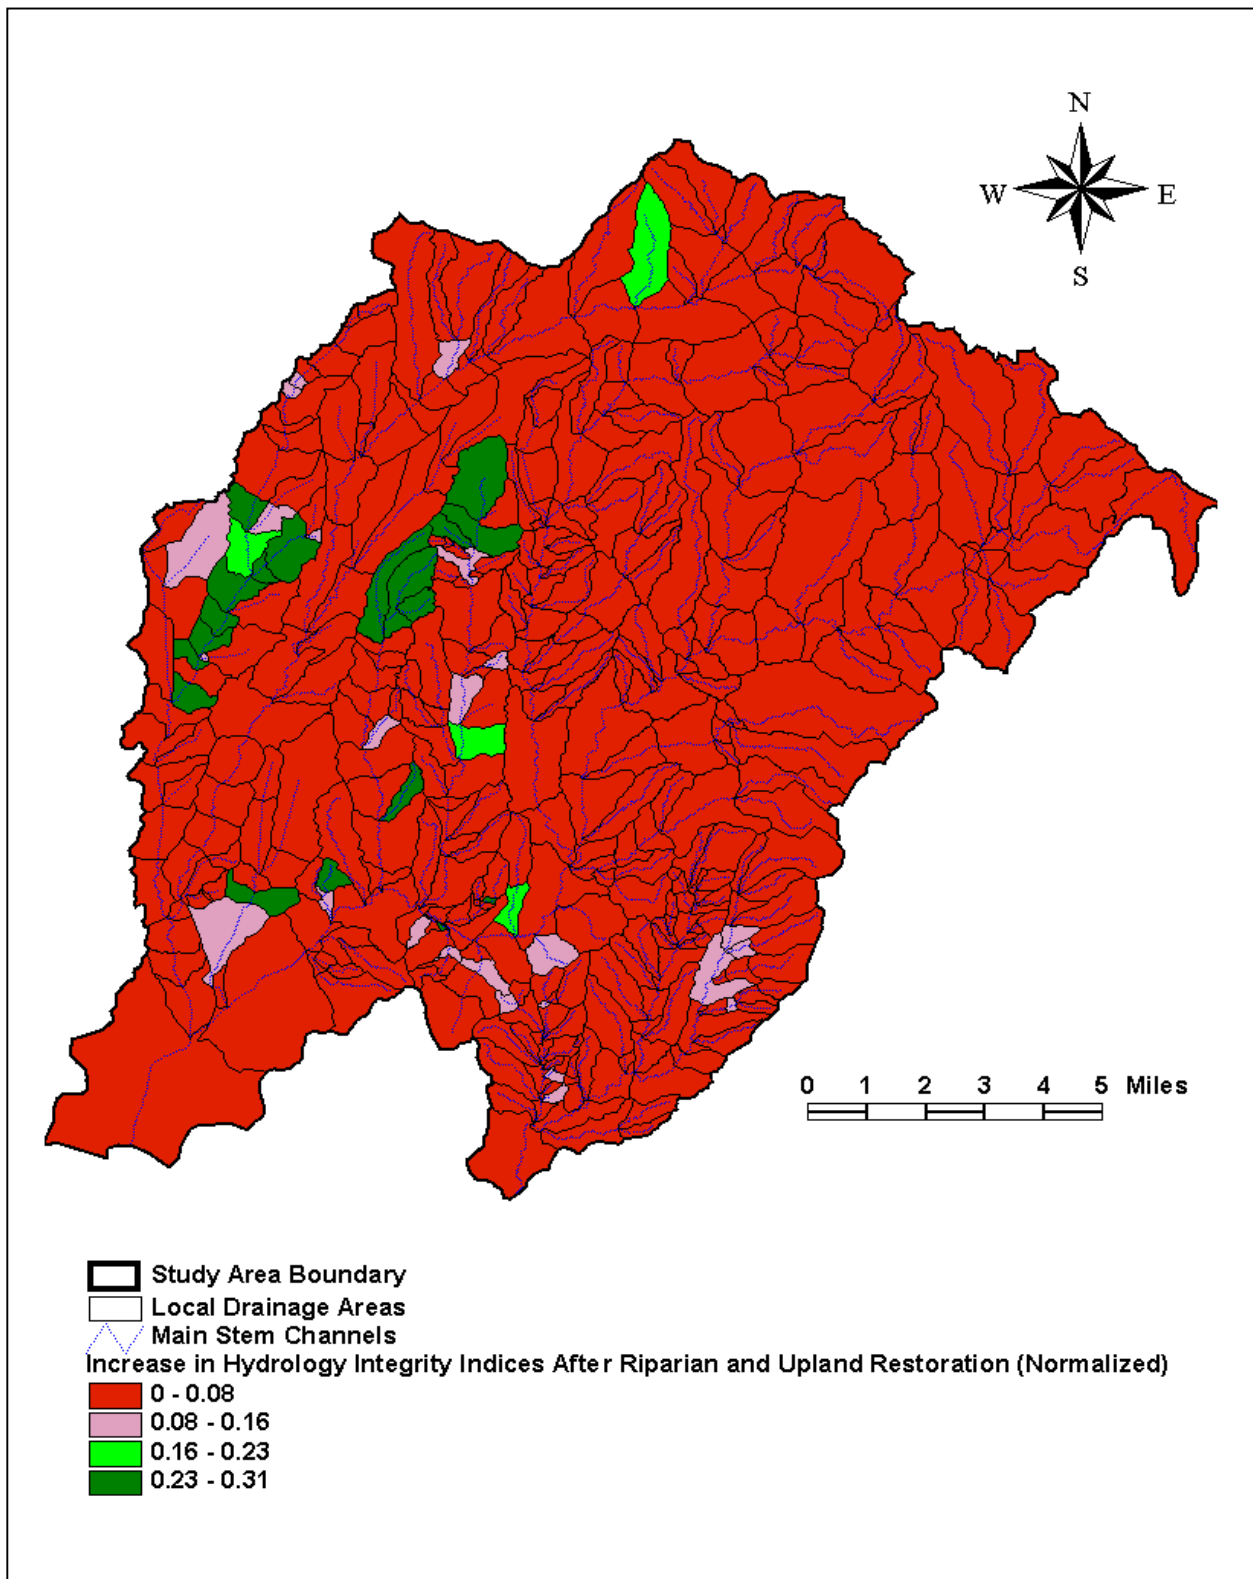 N
W E
S
0 1 2 3 4 5 Miles
Study Area Boundary
Local Drainage Areas
Main Stem Channels
Increase in Hydrology Integrity Indices After Riparian and Upland Restoration (Normalized)
0 - 0.08
0.08 - 0.16
0.16 - 0.23
0.23 - 0.31